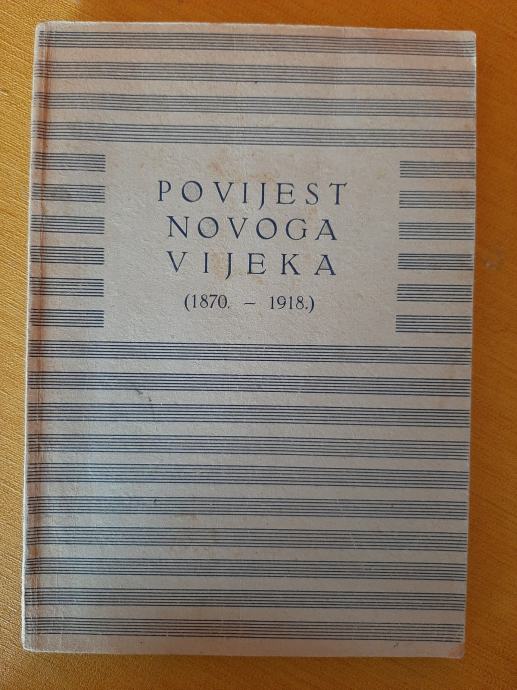 POVIJEST
NOVOGA
VIJEKA
(1870. – 1918.)